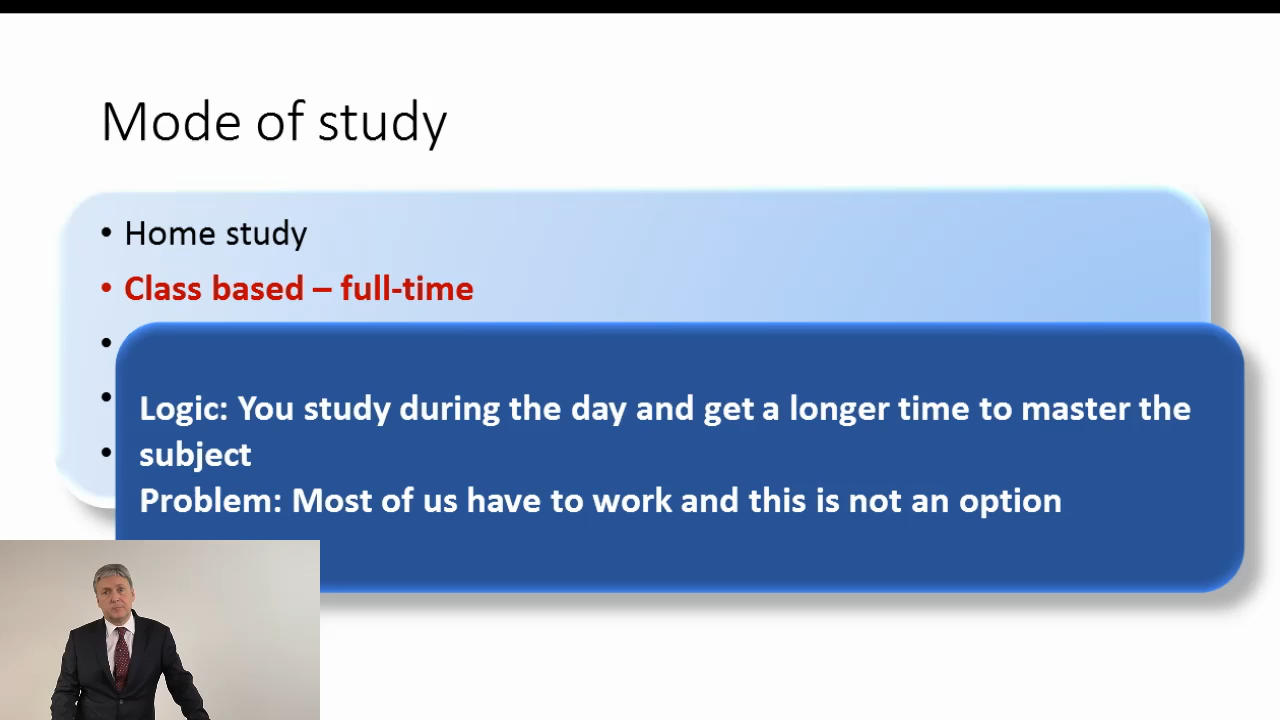 Mode of study
• Home study
• Class based – full-time
•
•
•
Logic: You study during the day and get a longer time to master the
subject
Problem: Most of us have to work and this is not an option